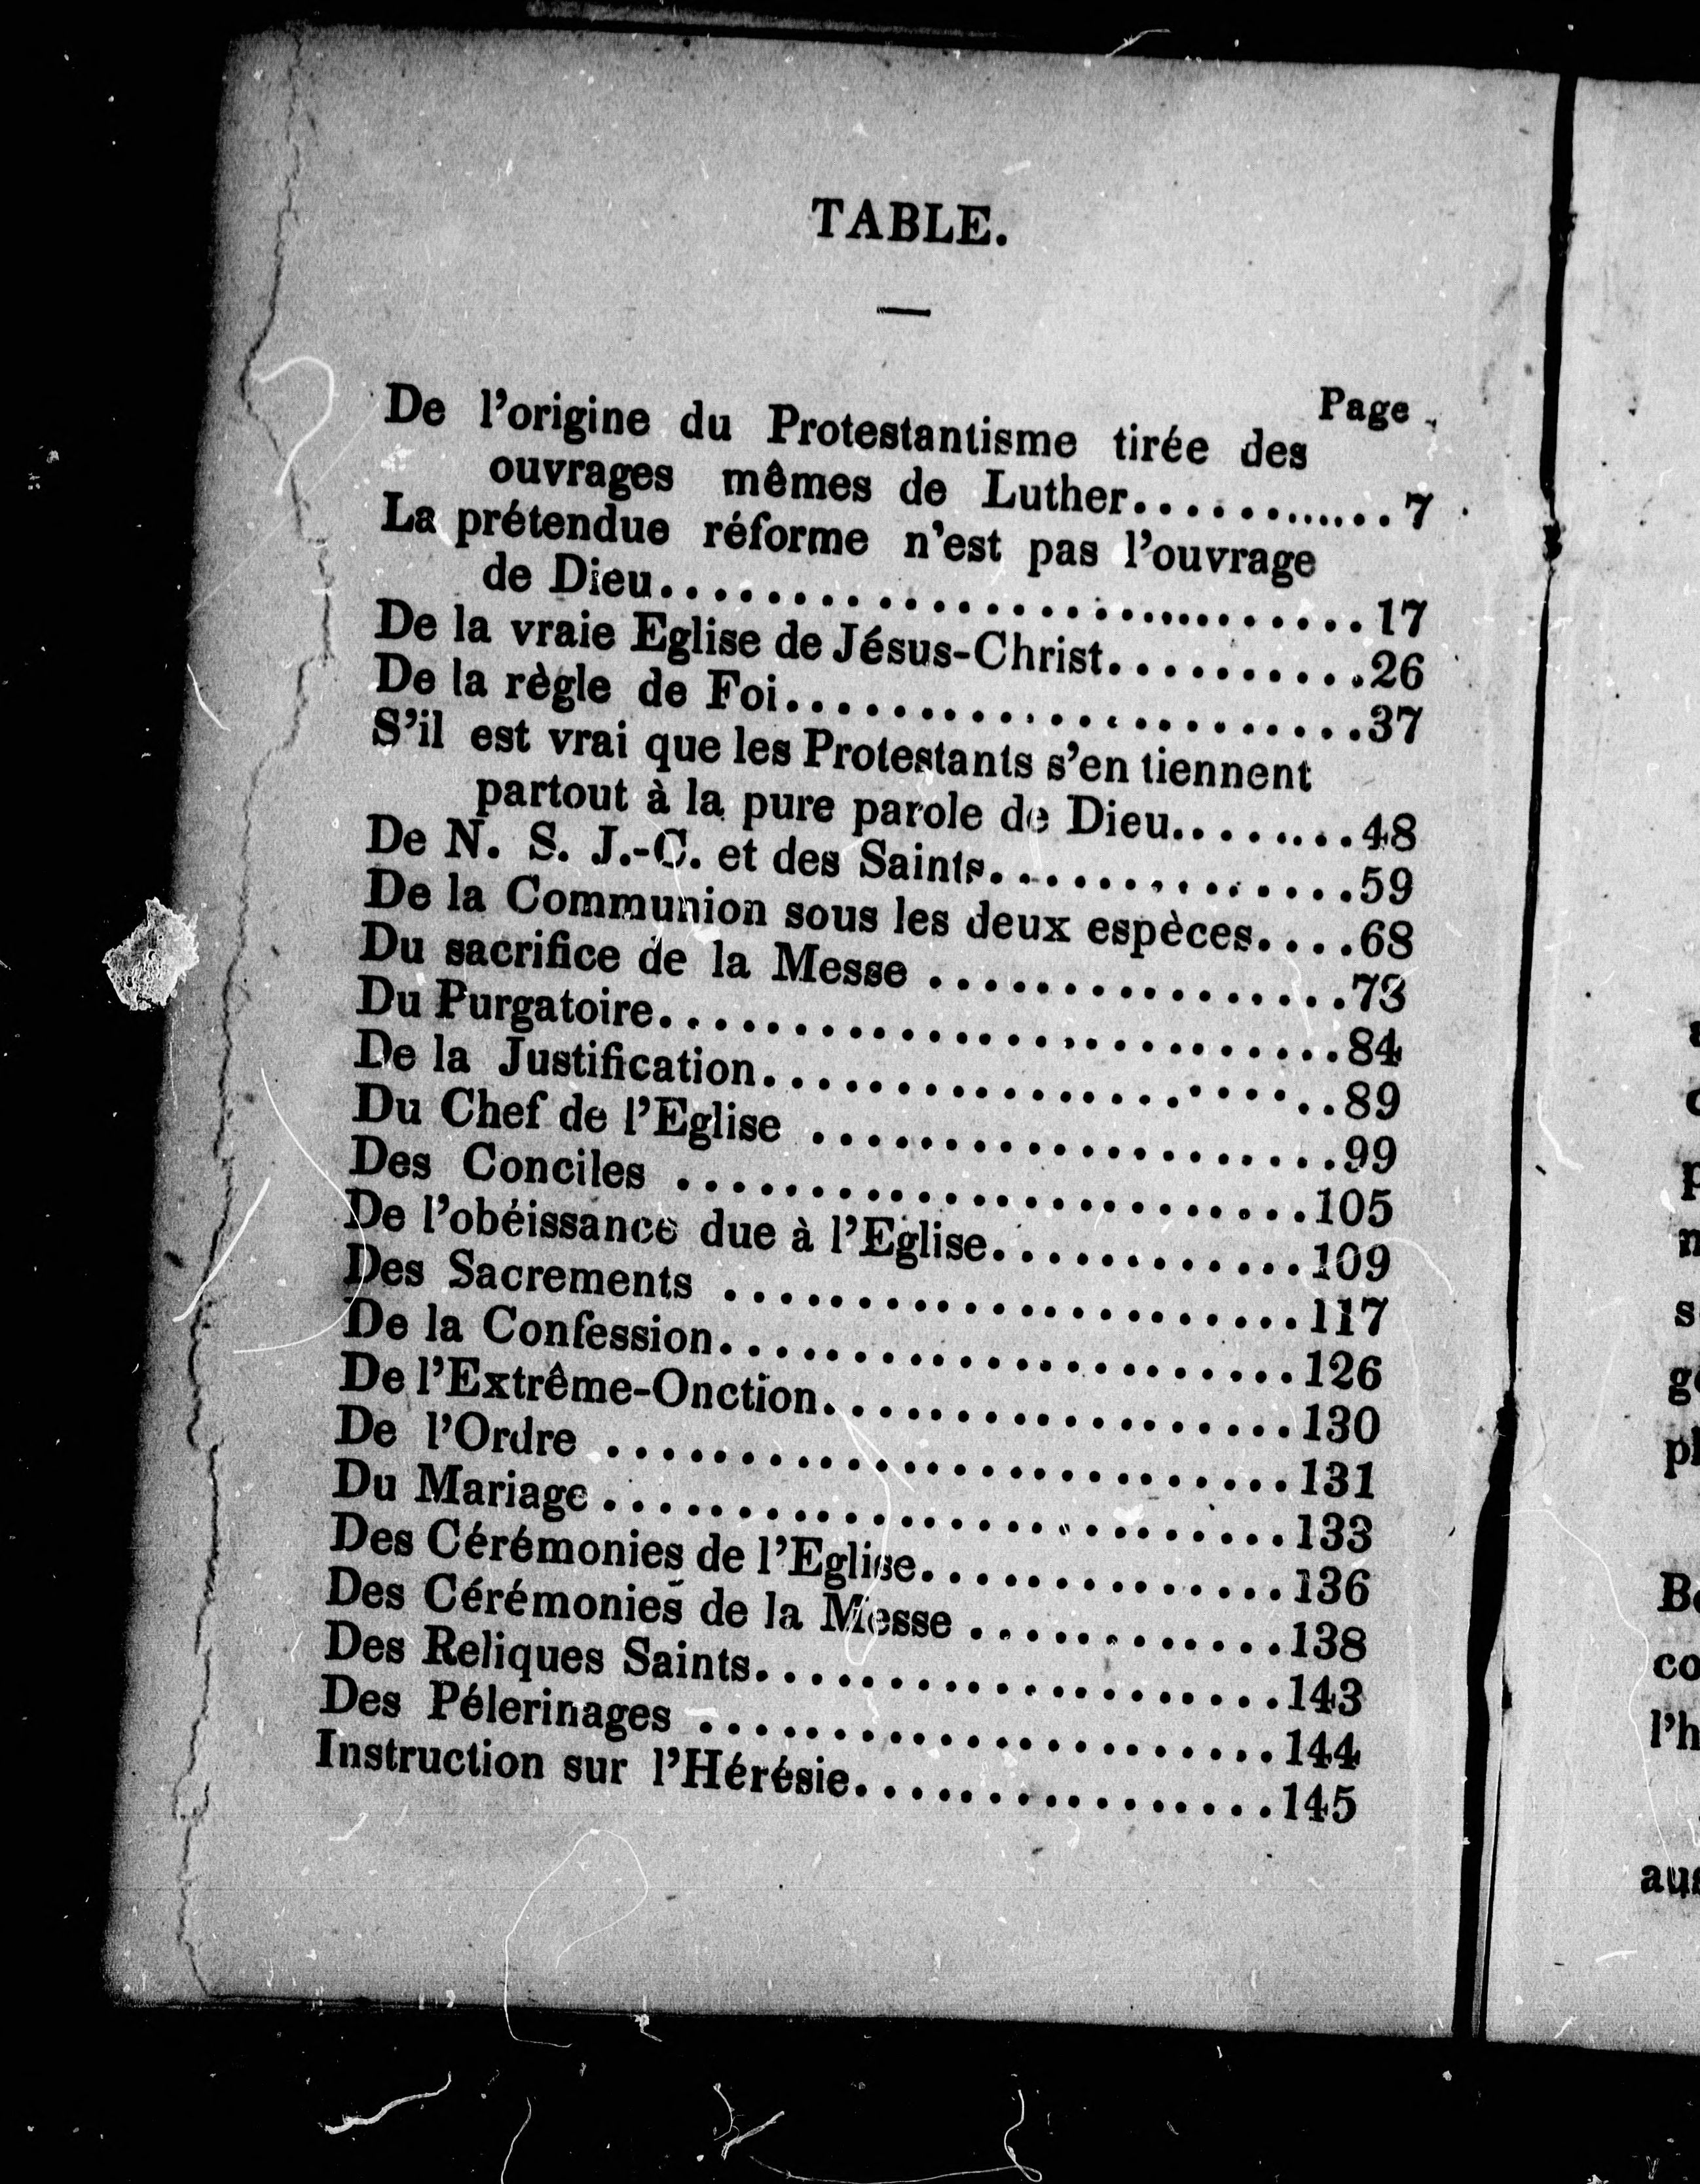 TABLE.
Page
De l'origine du Protestantisme tirée des
ouvrages mêmes de Luther............7
La prétendue réforme n'est pas l'ouvrage
de Dieu...........................17
De la vraie Eglise de Jésus-Christ..........26
De la règle de Foi......................37
S'il est vrai que les Protestants s'en tiennent
partout à la pure parole de Dieu........48
De N. S. J.-C. et des Saints..............59
De la Communion sous les deux espèces....68
Du sacrifice de la Messe ................73
Du Purgatoire..........................84
De la Justification......................89
Du Chef de l'Eglise ....................99
Des Conciles ........................105
De l'obéissance due à l'Eglise............109
Des Sacrements ......................117
De la Confession......................126
De l'Extrême-Onction..................130
De l'Ordre ..........................131
Du Mariage ..........................133
Des Cérémonies de l'Eglise..............136
Des Cérémonies de la Messe ............138
Des Reliques Saints....................143
Des Pélerinages ......................144
Instruction sur l'Hérésie................145